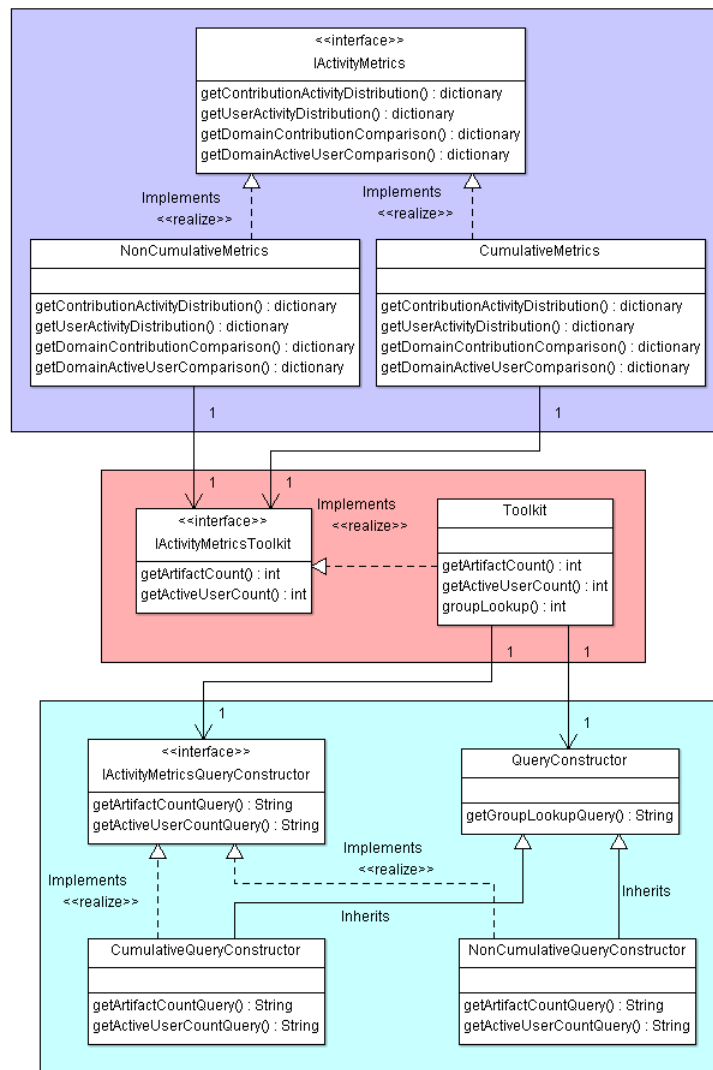 <<interface>>
IActivityMetrics
getContributionActivityDistribution() : dictionary
getUserActivityDistribution() : dictionary
getDomainContributionComparison() : dictionary
getDomainActiveUserComparison() : dictionary
Implements
<<realize>>
Implements
<<realize>>
NonCumulativeMetrics
getContributionActivityDistribution() : dictionary
getUserActivityDistribution() : dictionary
getDomainContributionComparison() : dictionary
getDomainActiveUserComparison() : dictionary
CumulativeMetrics
getContributionActivityDistribution() : dictionary
getUserActivityDistribution() : dictionary
getDomainContributionComparison() : dictionary
getDomainActiveUserComparison() : dictionary
1
1
1
1
Implements
<<realize>>
<<interface>>
IActivityMetricsToolkit
getArtifactCount() : int
getActiveUserCount() : int
Toolkit
getArtifactCount() : int
getActiveUserCount() : int
groupLookup() : int
1
1
1
1
<<interface>>
IActivityMetricsQueryConstructor
getArtifactCountQuery() : String
getActiveUserCountQuery() : String
QueryConstructor
getGroupLookupQuery() : String
Implements
<<realize>>
Implements
<<realize>>
Inherits
Inherits
CumulativeQueryConstructor
getArtifactCountQuery() : String
getActiveUserCountQuery() : String
NonCumulativeQueryConstructor
getArtifactCountQuery() : String
getActiveUserCountQuery() : String